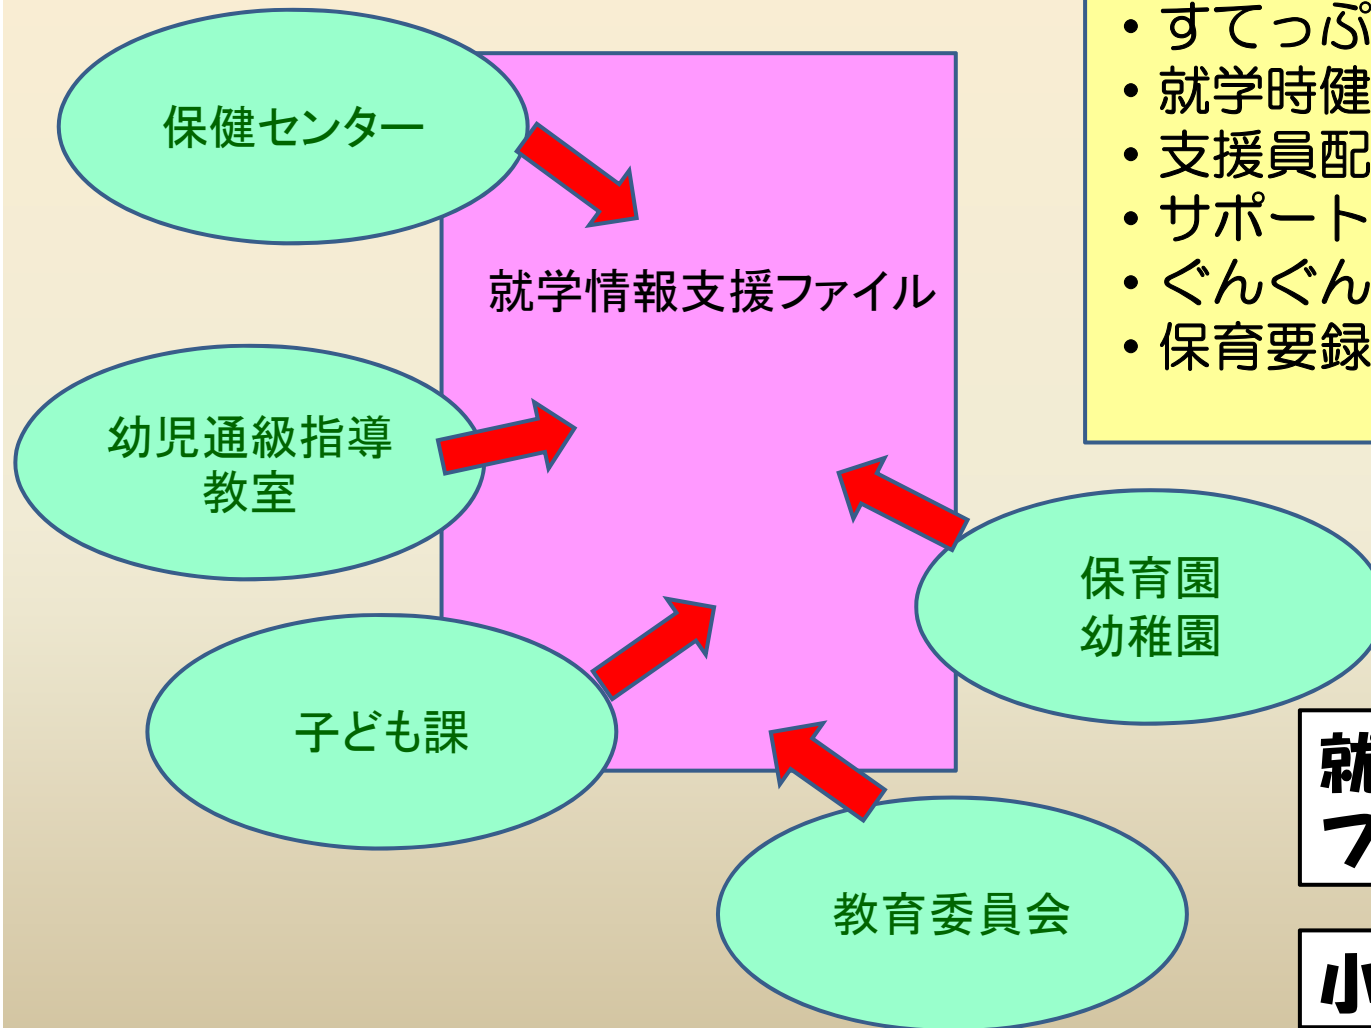 保健センター
就学情報支援ファイル
幼児通級指導
教室
子ども課
教育委員会
保育園
幼稚園
• すてっぷ
• 就学時健
• 支援員配
• サポート
• ぐんぐん
• 保育要録
就
フ
小